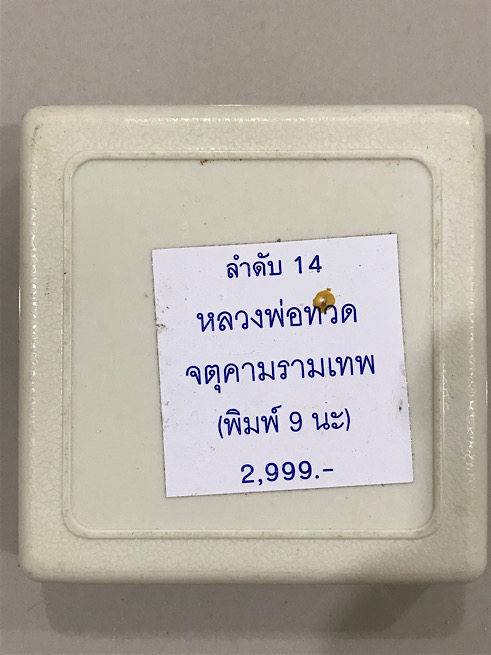 ลำดับ 14
หลวงพ่อทวด
จตุคามรามเทพ
(พิมพ์ 9 นะ)
2,999.-